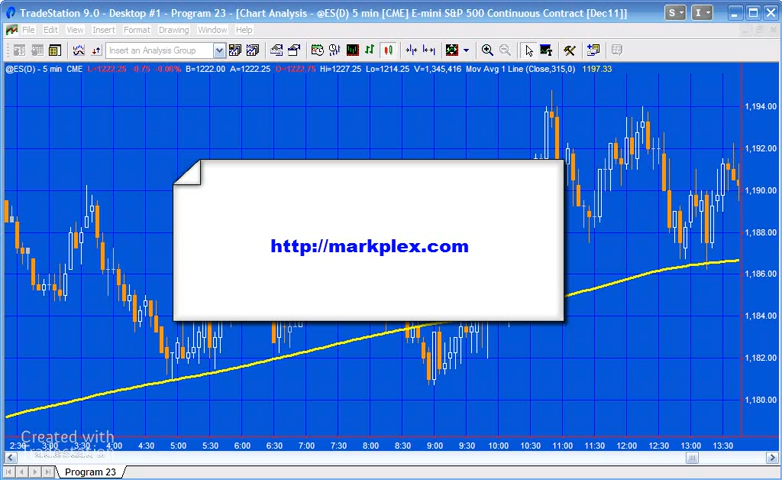 TradeStation 9.0 - Desktop #1 - Program 23 - [Chart Analysis - @ES(D) 5 min [CME] E-mini S&P 500 Continuous Contract [Dec11]]
S I
File Edit View Insert Format Drawing Window Help
Insert an Analysis Group
@ES(D) - 5 min CME L=1222.25 -0.75 -0.06% B=1222.00 A=1222.25 O=1222.75 Hi=1227.25 Lo=1214.25 V=1,345,416 Mov Avg 1 Line (Close,315,0) 1197.33
1,194.00
1,192.00
1,190.00
1,188.00
1,186.00
1,184.00
1,182.00
1,180.00
http://markplex.com
2:30 3:00 3:30 4:00 4:30 5:00 5:30 6:00 6:30 7:00 7:30 8:00 8:30 9:00 9:30 10:00 10:30 11:00 11:30 12:00 12:30 13:00 13:30
Created with
Tradestation
Program 23